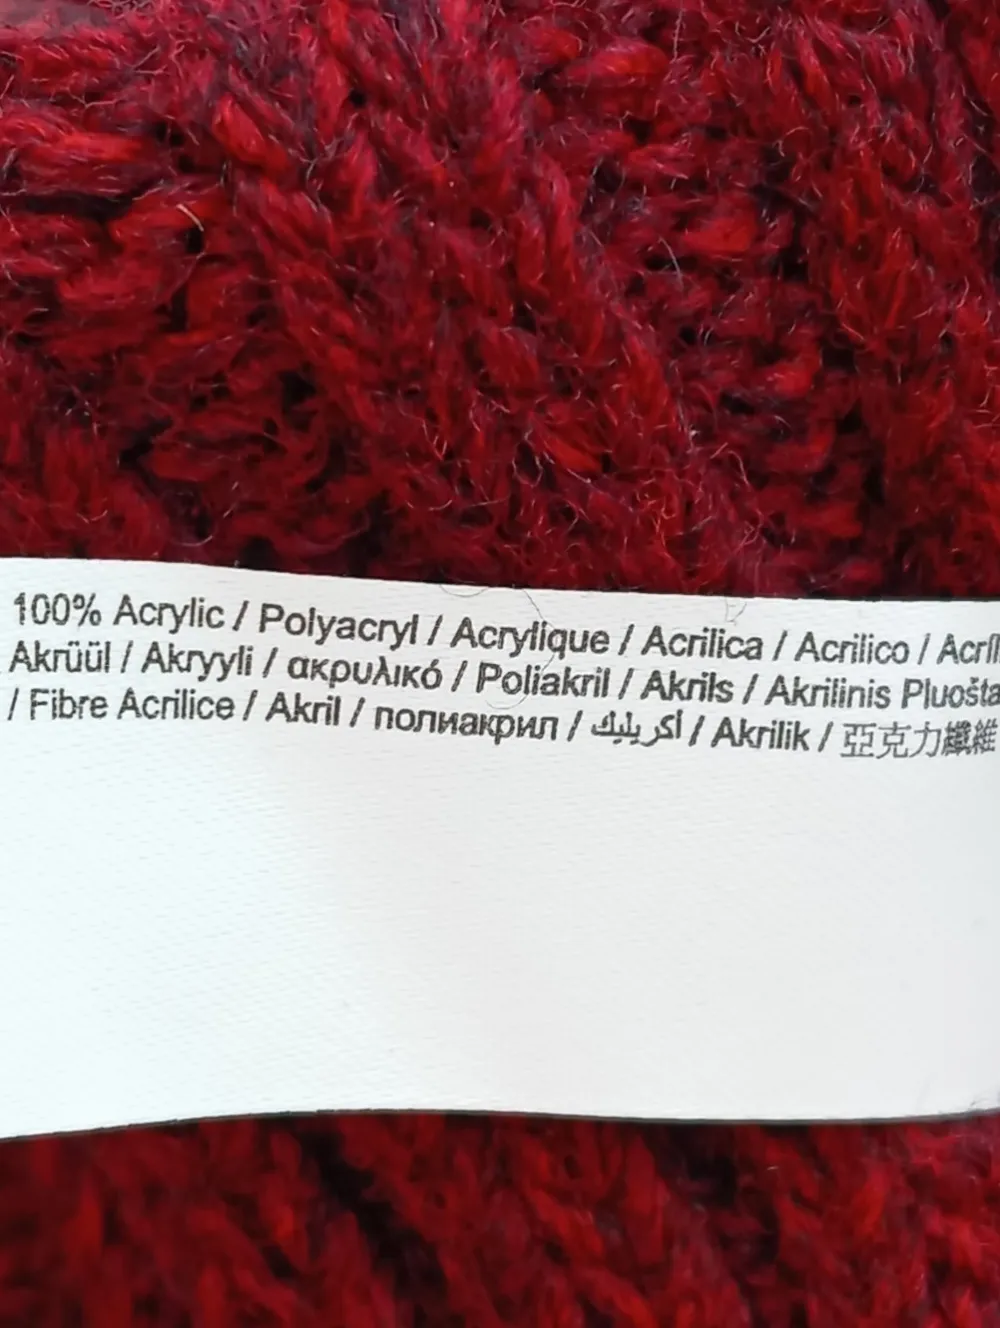 100% Acrylic / Polyacryl / Acrylique / Acrilica / Acrilico /
Akrüül / Akryyli / ακρυλικό / Poliakril / Akrils / Akrilinis
/ Fibre Acrilice / Akril / полиакрил / أكريليك / Akrilik / 亞克力纖維